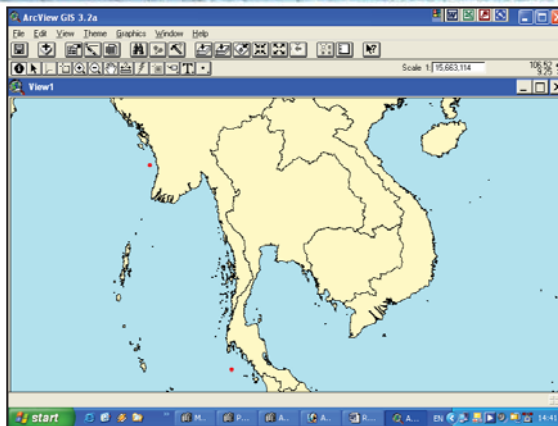 ArcView GIS 3.2a
File Edit View Theme Graphics Window Help
Scale 1: 15,663,114
106.52
9.25
View1
start
M...
P...
A...
A...
R...
A...
EN
14:41